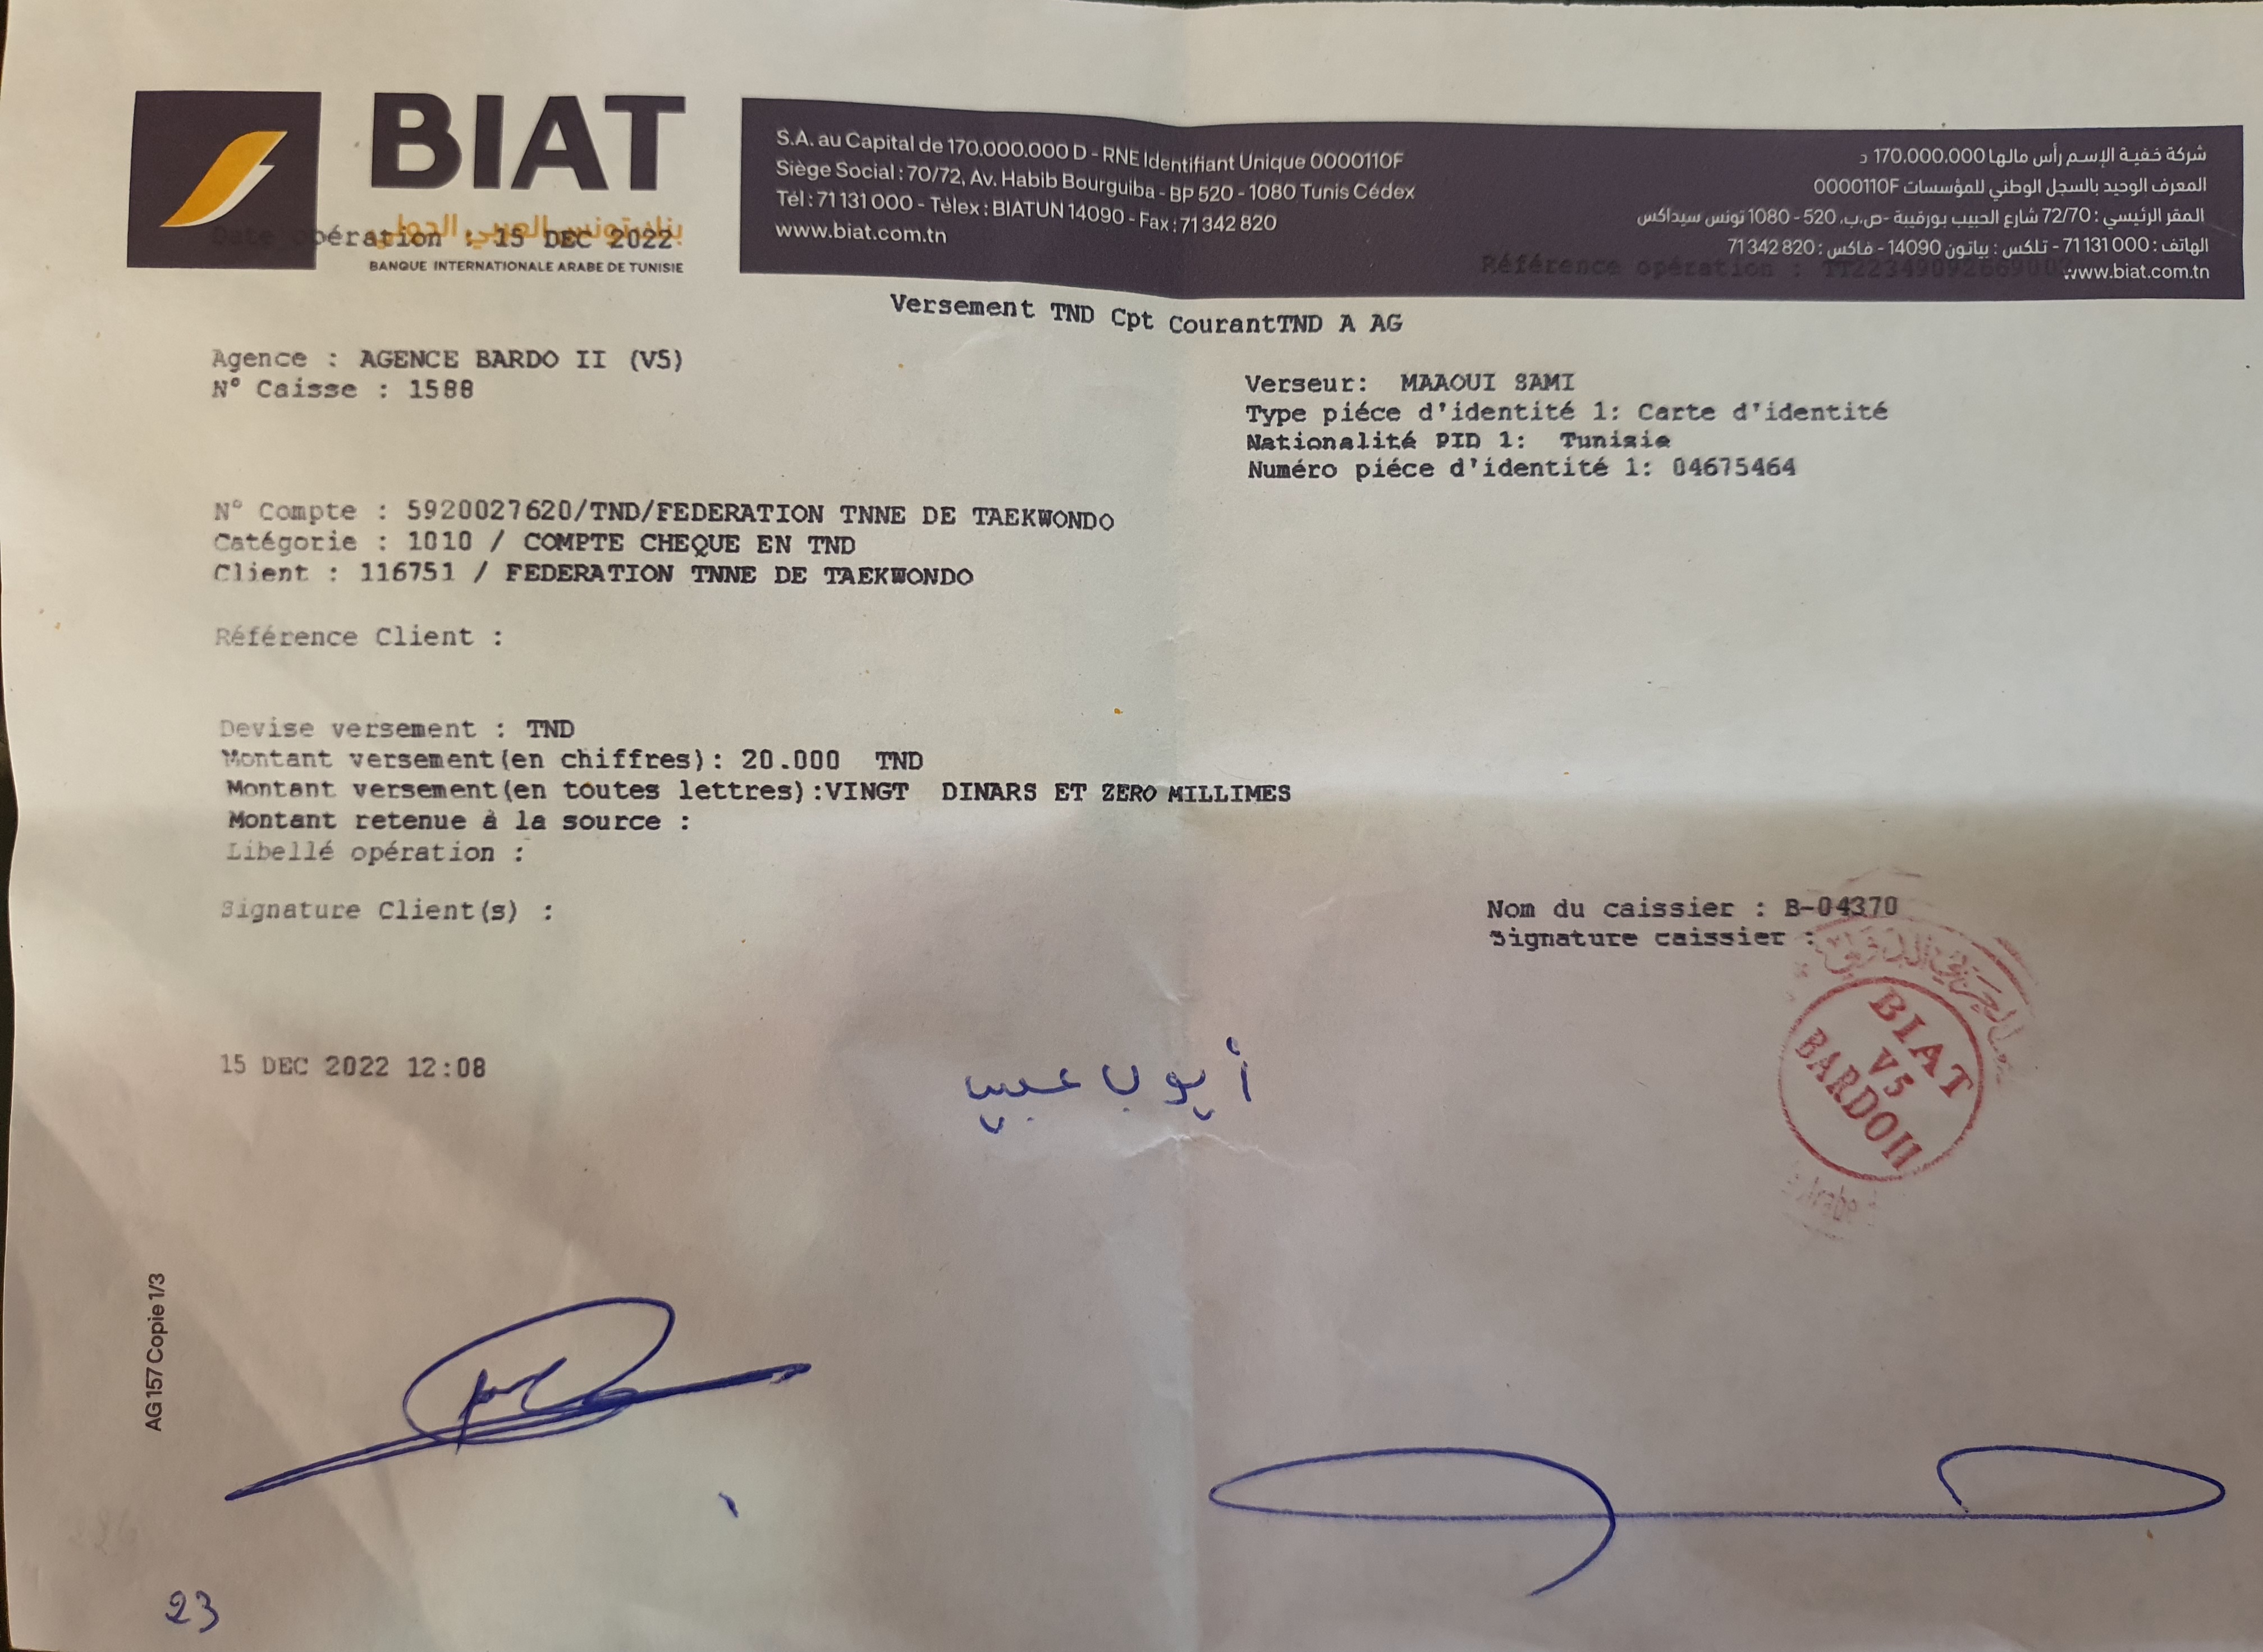 BIAT
بنك تونس العربي الدولي
BANQUE INTERNATIONALE ARABE DE TUNISIE
S.A. au Capital de 170.000.000 D - RNE Identifiant Unique 0000110F
Siège Social : 70/72, Av. Habib Bourguiba - BP 520 - 1080 Tunis Cédex
Tél : 71 131 000 - Télex : BIATUN 14090 - Fax : 71 342 820
www.biat.com.tn
شركة خفية الإسم رأس مالها 170.000.000 د
المعرف الوحيد بالسجل الوطني للمؤسسات 0000110F
المقر الرئيسي : 72/70 شارع الحبيب بورقيبة -ص.ب. 520 - 1080 تونس سيداكس
الهاتف : 71 131 000 - تلكس : بياتون 14090 - فاكس : 71 342 820
www.biat.com.tn
Date opération : 15 DEC 2022
Référence opération :
Versement TND Cpt CourantTND A AG
Agence : AGENCE BARDO II (V5)
N° Caisse : 1588
Verseur: MAAOUI SAMI
Type piéce d'identité 1: Carte d'identité
Nationalité PID 1: Tunisie
Numéro piéce d'identité 1: 04675464
N° Compte : 5920027620/TND/FEDERATION TNNE DE TAEKWONDO
Catégorie : 1010 / COMPTE CHEQUE EN TND
Client : 116751 / FEDERATION TNNE DE TAEKWONDO
Référence Client :
Devise versement : TND
Montant versement(en chiffres): 20.000 TND
Montant versement(en toutes lettres):VINGT DINARS ET ZERO MILLIMES
Montant retenue à la source :
Libellé opération :
Signature Client(s) :
Nom du caissier : B-04370
Signature caissier :
BIAT
V5
BARDO II
Arabe
15 DEC 2022 12:08
أيوب عبيب
AG 157 Copie 1/3
23